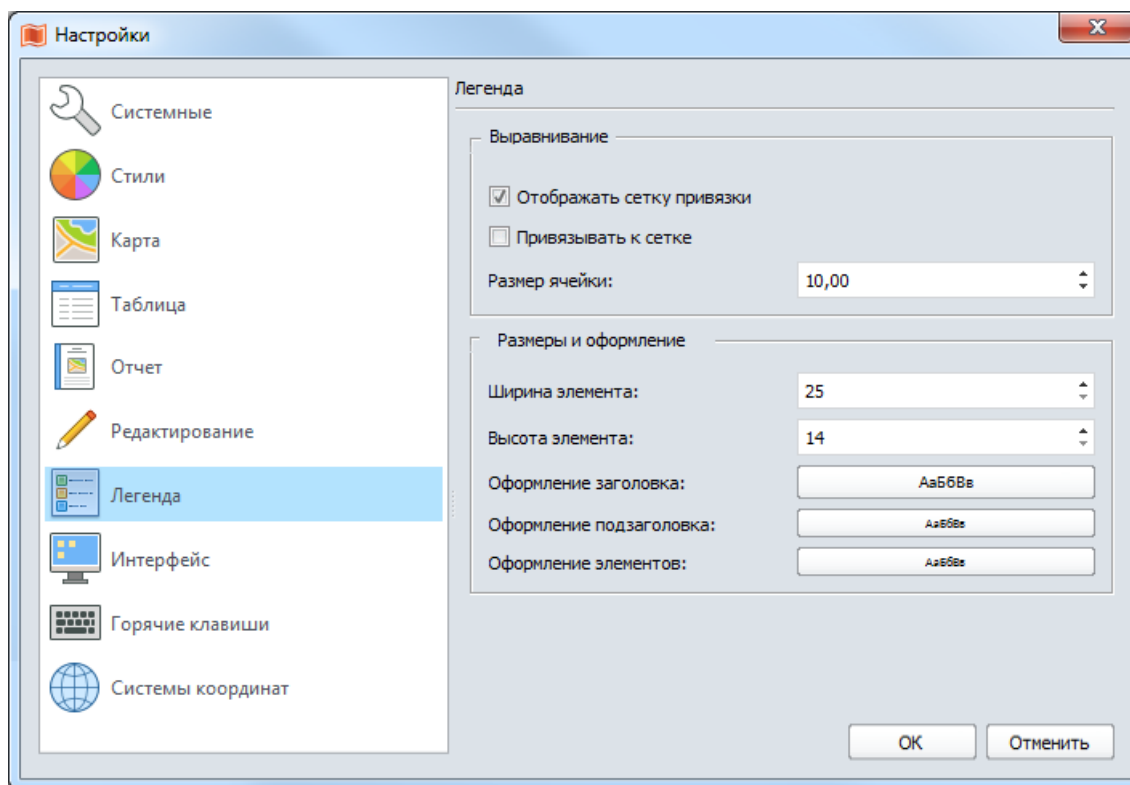 Настройки
Системные
Стили
Карта
Таблица
Отчет
Редактирование
Легенда
Интерфейс
Горячие клавиши
Системы координат
Легенда
Выравнивание
Отображать сетку привязки
Привязывать к сетке
Размер ячейки: 10,00
Размеры и оформление
Ширина элемента: 25
Высота элемента: 14
Оформление заголовка: АаБбВв
Оформление подзаголовка: АаБбВв
Оформление элементов: АаБбВв
ОК Отменить